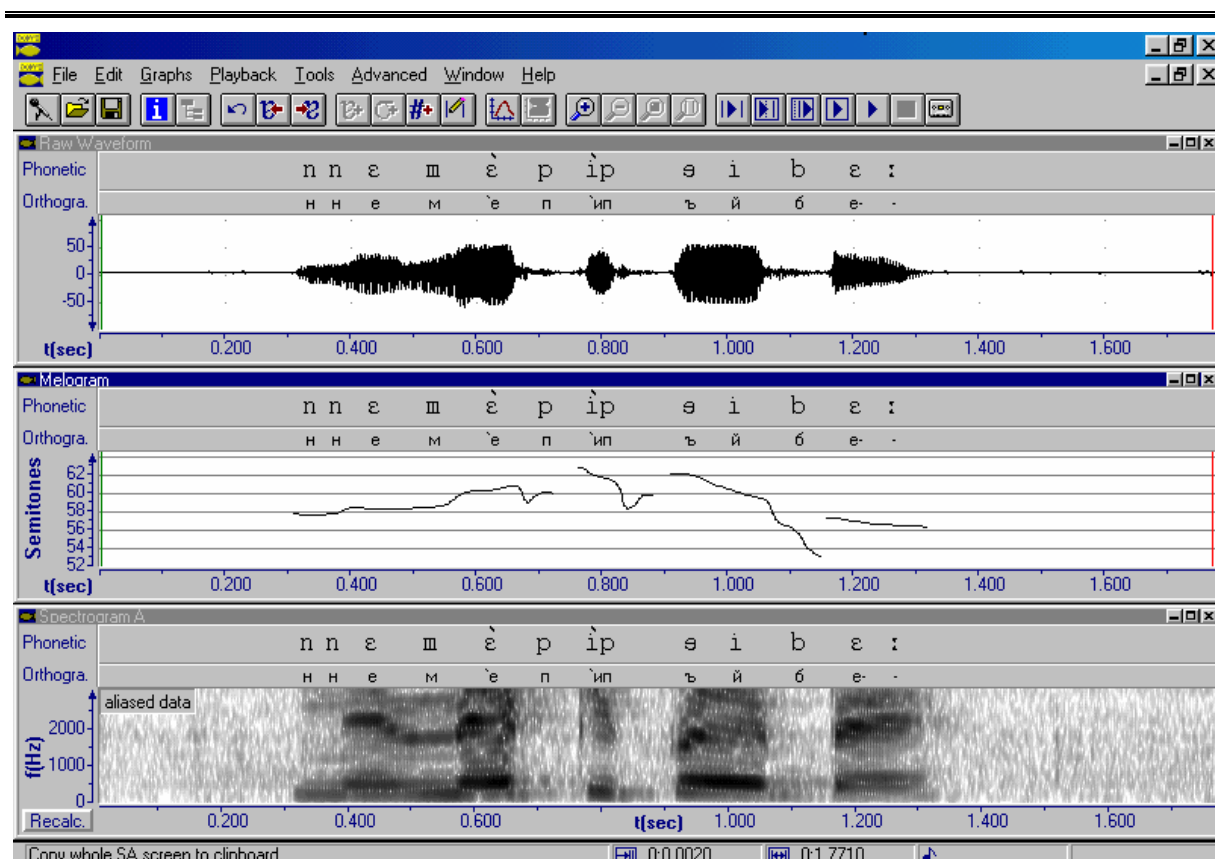 File Edit Graphs Playback Tools Advanced Window Help
Raw Waveform
Phonetic n n ɛ m ɛ̀ p ìp ɘ i b ɛ ː
Orthogra. н н е м `е п `ип ъ й б е- -
50
0
-50
t(sec) 0.200 0.400 0.600 0.800 1.000 1.200 1.400 1.600
Melogram
Phonetic n n ɛ m ɛ̀ p ìp ɘ i b ɛ ː
Orthogra. н н е м `е п `ип ъ й б е- -
Semitones
62
60
58
56
54
52
t(sec) 0.200 0.400 0.600 0.800 1.000 1.200 1.400 1.600
Spectrogram A
Phonetic n n ɛ m ɛ̀ p ìp ɘ i b ɛ ː
Orthogra. н н е м `е п `ип ъ й б е- -
aliased data
f(Hz)
2000
1000
0
Recalc. 0.200 0.400 0.600 t(sec) 1.000 1.200 1.400 1.600
Copy whole SA screen to clipboard 0:0.0020 0:1.7710